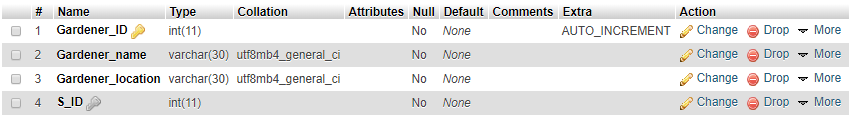 # Name Type Collation Attributes Null Default Comments Extra Action
1 Gardener_ID int(11) No None AUTO_INCREMENT Change Drop More
2 Gardener_name varchar(30) utf8mb4_general_ci No None Change Drop More
3 Gardener_location varchar(30) utf8mb4_general_ci No None Change Drop More
4 S_ID int(11) No None Change Drop More